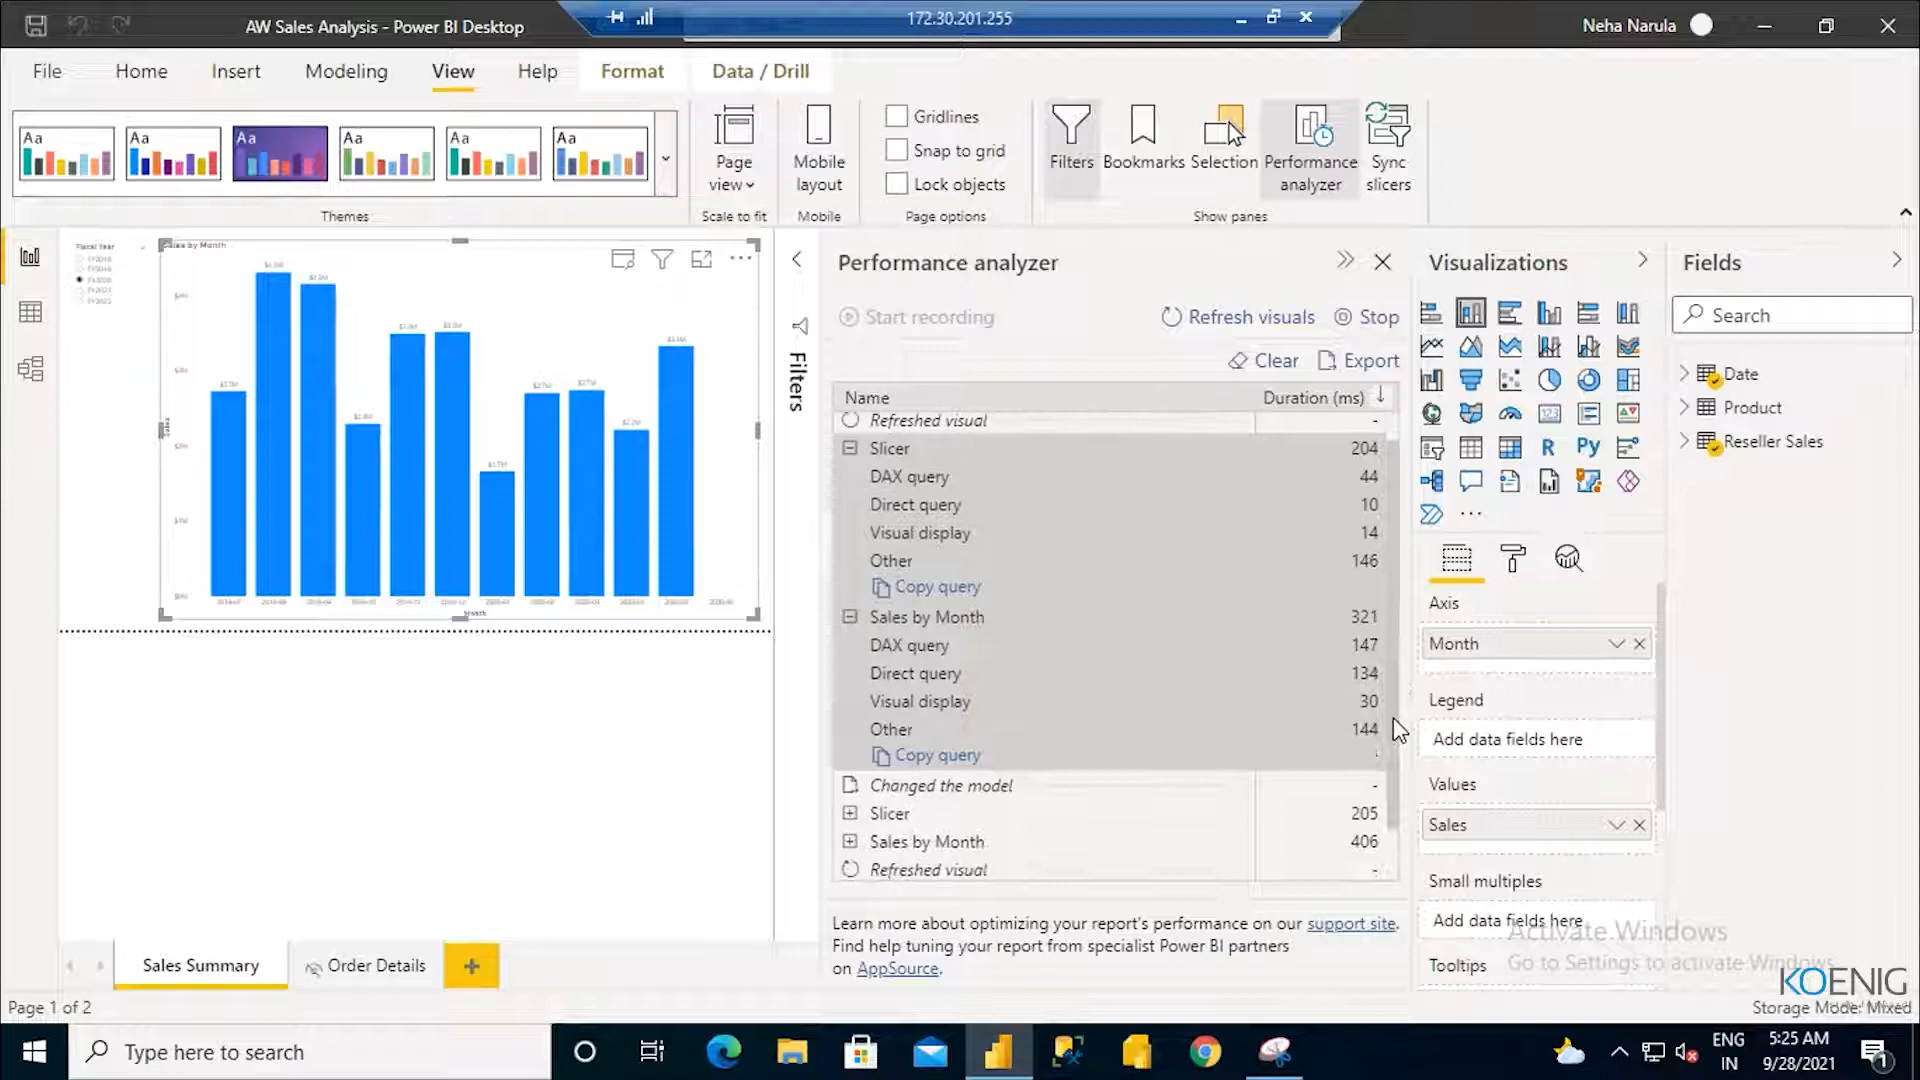 AW Sales Analysis - Power BI Desktop
172.30.201.255
Neha Narula
File
Home
Insert
Modeling
View
Help
Format
Data / Drill
Aa
Aa
Aa
Aa
Aa
Aa
Themes
Page view
Scale to fit
Mobile layout
Mobile
Gridlines
Snap to grid
Lock objects
Page options
Filters
Bookmarks
Selection
Performance analyzer
Sync slicers
Show panes
Fiscal Year
Sales by Month
Month
Filters
Performance analyzer
Start recording
Refresh visuals
Stop
Clear
Export
Name
Duration (ms)
Refreshed visual -
Slicer 204
DAX query 44
Direct query 10
Visual display 14
Other 146
Copy query
Sales by Month 321
DAX query 147
Direct query 134
Visual display 30
Other 144
Copy query
Changed the model -
Slicer 205
Sales by Month 406
Refreshed visual -
Learn more about optimizing your report's performance on our support site.
Find help tuning your report from specialist Power BI partners
on AppSource.
Visualizations
123
R
Py
Axis
Month
Legend
Add data fields here
Values
Sales
Small multiples
Add data fields here
Tooltips
Fields
Search
Date
Product
Reseller Sales
Activate Windows
Go to Settings to activate Windows.
KOENIG
Storage Mode: Mixed
Sales Summary
Order Details
Page 1 of 2
Type here to search
ENG
IN
5:25 AM
9/28/2021
1